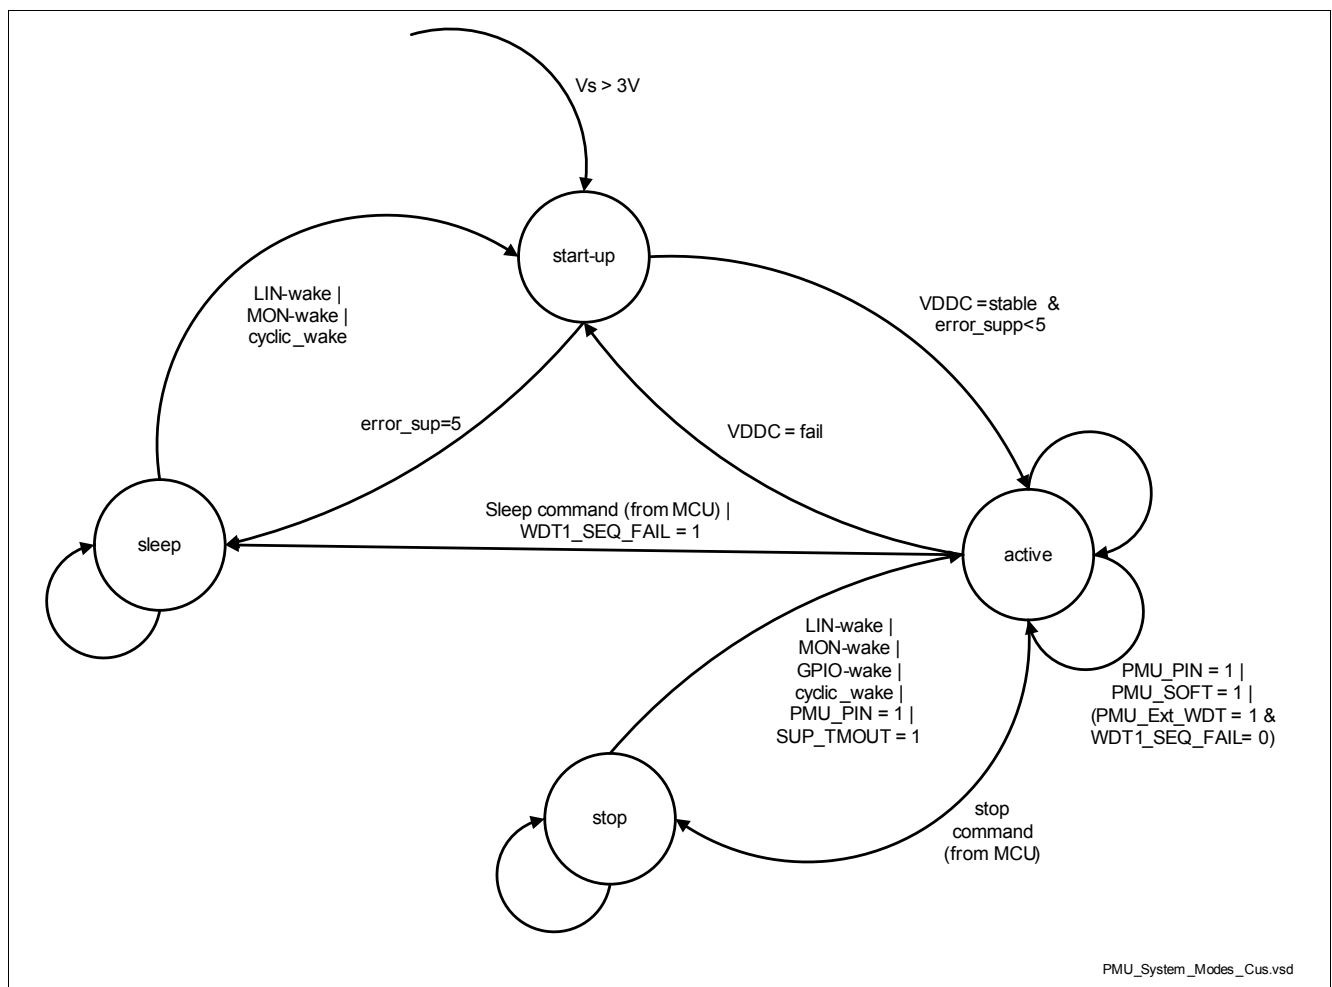 Vs > 3V
start-up
LIN-wake |
MON-wake |
cyclic_wake
VDDC =stable &
error_supp<5
error_sup=5
VDDC = fail
Sleep command (from MCU) |
WDT1_SEQ_FAIL = 1
sleep
active
LIN-wake |
MON-wake |
GPIO-wake |
cyclic_wake |
PMU_PIN = 1 |
SUP_TMOUT = 1
PMU_PIN = 1 |
PMU_SOFT = 1 |
(PMU_Ext_WDT = 1 &
WDT1_SEQ_FAIL= 0)
stop
stop
command
(from MCU)
PMU_System_Modes_Cus.vsd